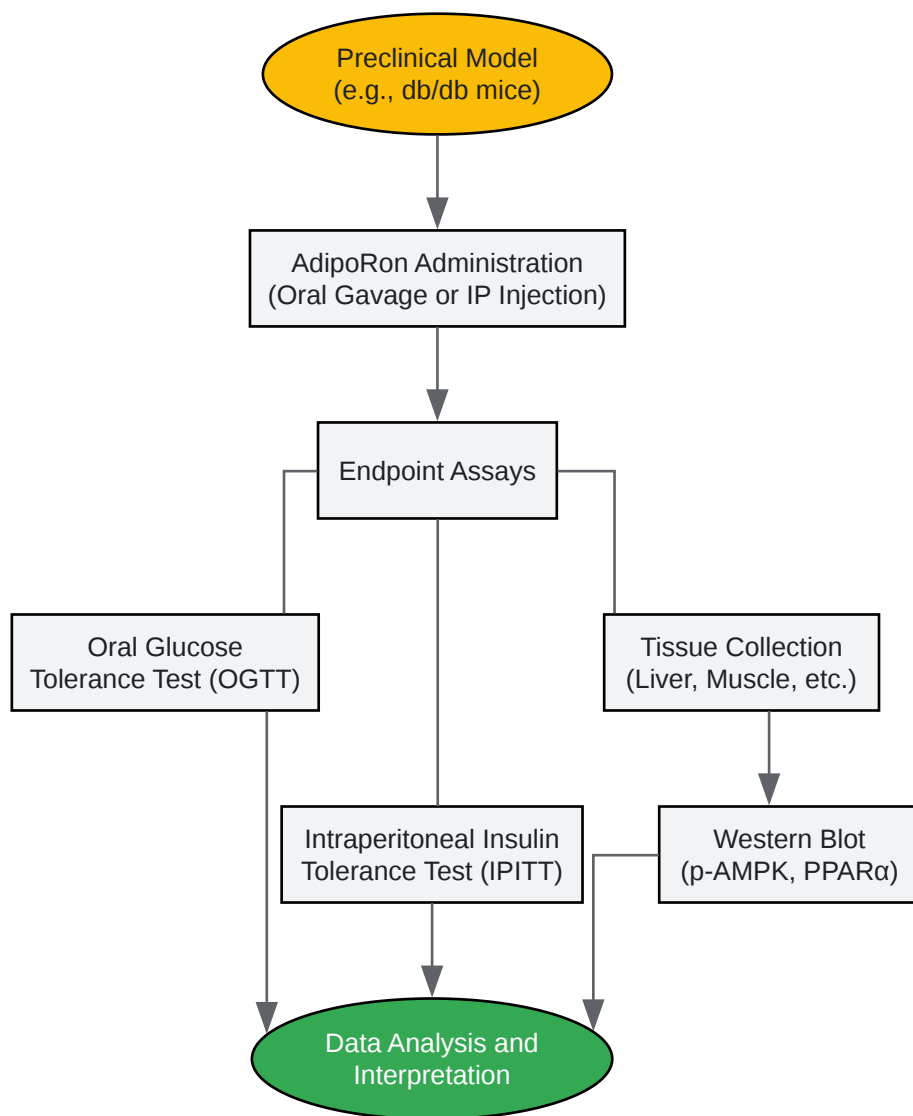 Preclinical Model
(e.g., db/db mice)
AdipoRon Administration
(Oral Gavage or IP Injection)
Endpoint Assays
Oral Glucose
Tolerance Test (OGTT)
Tissue Collection
(Liver, Muscle, etc.)
Intraperitoneal Insulin
Tolerance Test (IPITT)
Western Blot
(p-AMPK, PPARα)
Data Analysis and
Interpretation